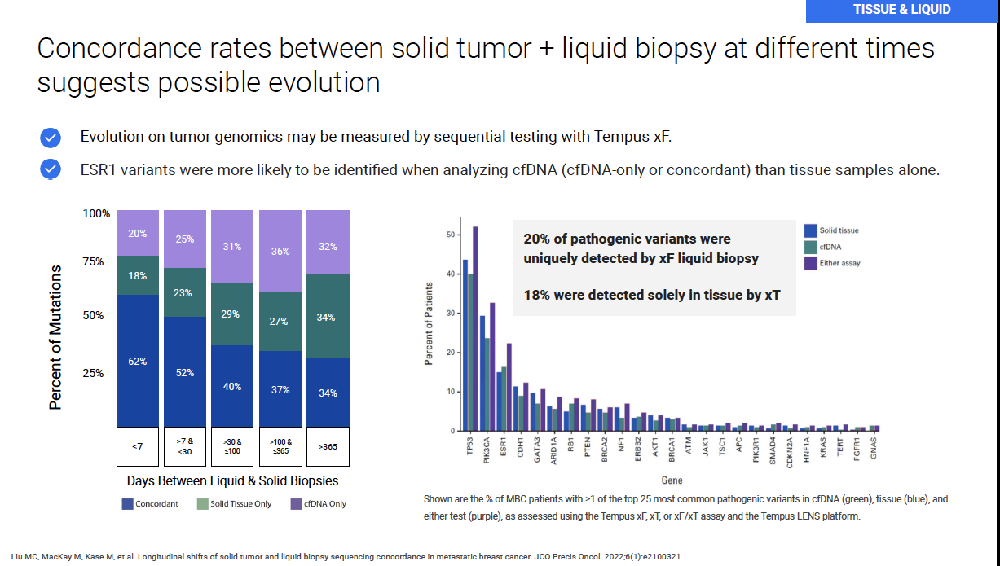 TISSUE & LIQUID
Concordance rates between solid tumor + liquid biopsy at different times
suggests possible evolution
Evolution on tumor genomics may be measured by sequential testing with Tempus xF.
ESR1 variants were more likely to be identified when analyzing cfDNA (cfDNA-only or concordant) than tissue samples alone.
Percent of Mutations
100%
75%
50%
25%
20% 25% 31% 36% 32%
18% 23% 29% 27% 34%
62% 52% 40% 37% 34%
≤7
>7 &
≤30
>30 &
≤100
>100 &
≤365
>365
Days Between Liquid & Solid Biopsies
Concordant Solid Tissue Only cfDNA Only
Percent of Patients
50
40
30
20
10
0
20% of pathogenic variants were
uniquely detected by xF liquid biopsy
18% were detected solely in tissue by xT
Solid tissue
cfDNA
Either assay
TP53
PIK3CA
ESR1
CDH1
GATA3
ARID1A
RB1
PTEN
BRCA2
NF1
ERBB2
AKT1
BRCA1
ATM
JAK1
TSC1
APC
PIK3R1
SMAD4
CDKN2A
HNF1A
KRAS
TERT
FGFR1
GNAS
Gene
Shown are the % of MBC patients with ≥1 of the top 25 most common pathogenic variants in cfDNA (green), tissue (blue), and
either test (purple), as assessed using the Tempus xF, xT, or xF/xT assay and the Tempus LENS platform.
Liu MC, MacKay M, Kase M, et al. Longitudinal shifts of solid tumor and liquid biopsy sequencing concordance in metastatic breast cancer. JCO Precis Oncol. 2022;6(1):e2100321.